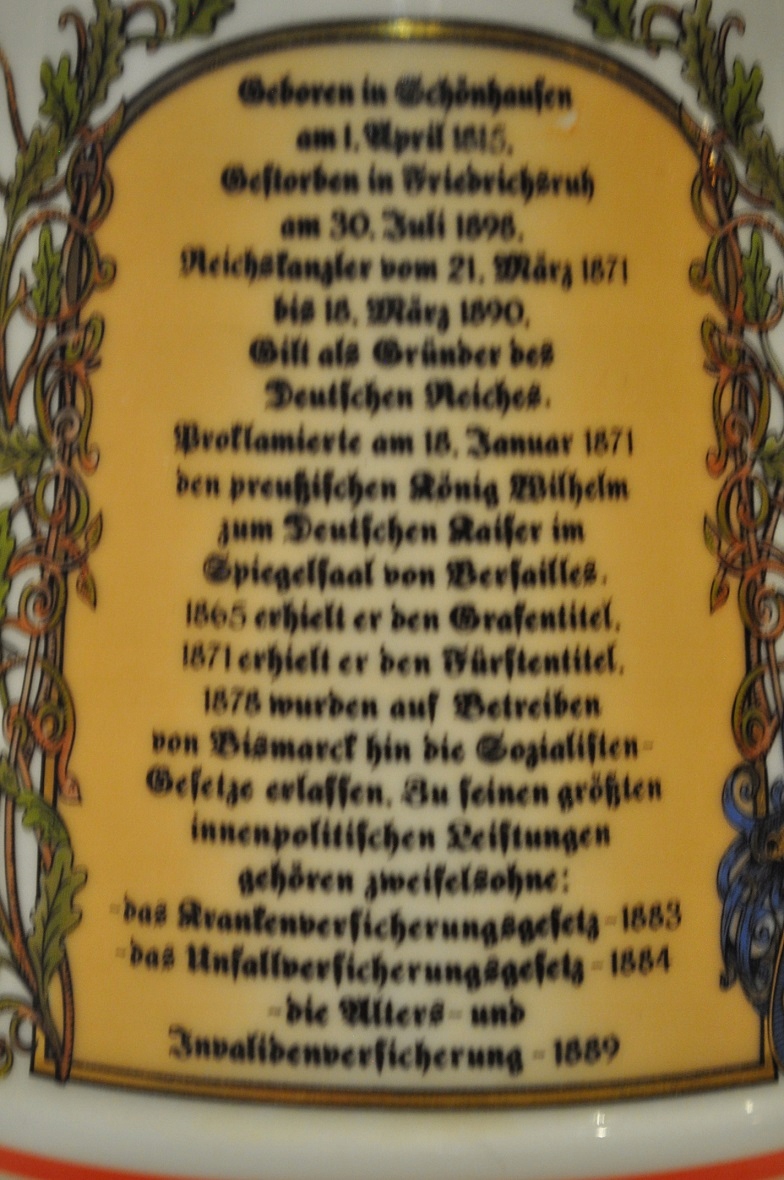 Geboren in Schönhausen
am 1. April 1815.
Gestorben in Friedrichsruh
am 30. Juli 1898.
Reichskanzler vom 21. März 1871
bis 18. März 1890.
Gilt als Gründer des
Deutschen Reiches.
Proklamierte am 18. Januar 1871
den preußischen König Wilhelm
zum Deutschen Kaiser im
Spiegelsaal von Versailles.
1865 erhielt er den Grafentitel,
1871 erhielt er den Fürstentitel.
1878 wurden auf Betreiben
von Bismarck hin die Sozialisten-
Gesetze erlassen. Zu seinen größten
innenpolitischen Leistungen
gehören zweifelsohne:
-das Krankenversicherungsgesetz - 1883
-das Unfallversicherungsgesetz - 1884
-die Alters- und
Invalidenversicherung - 1889